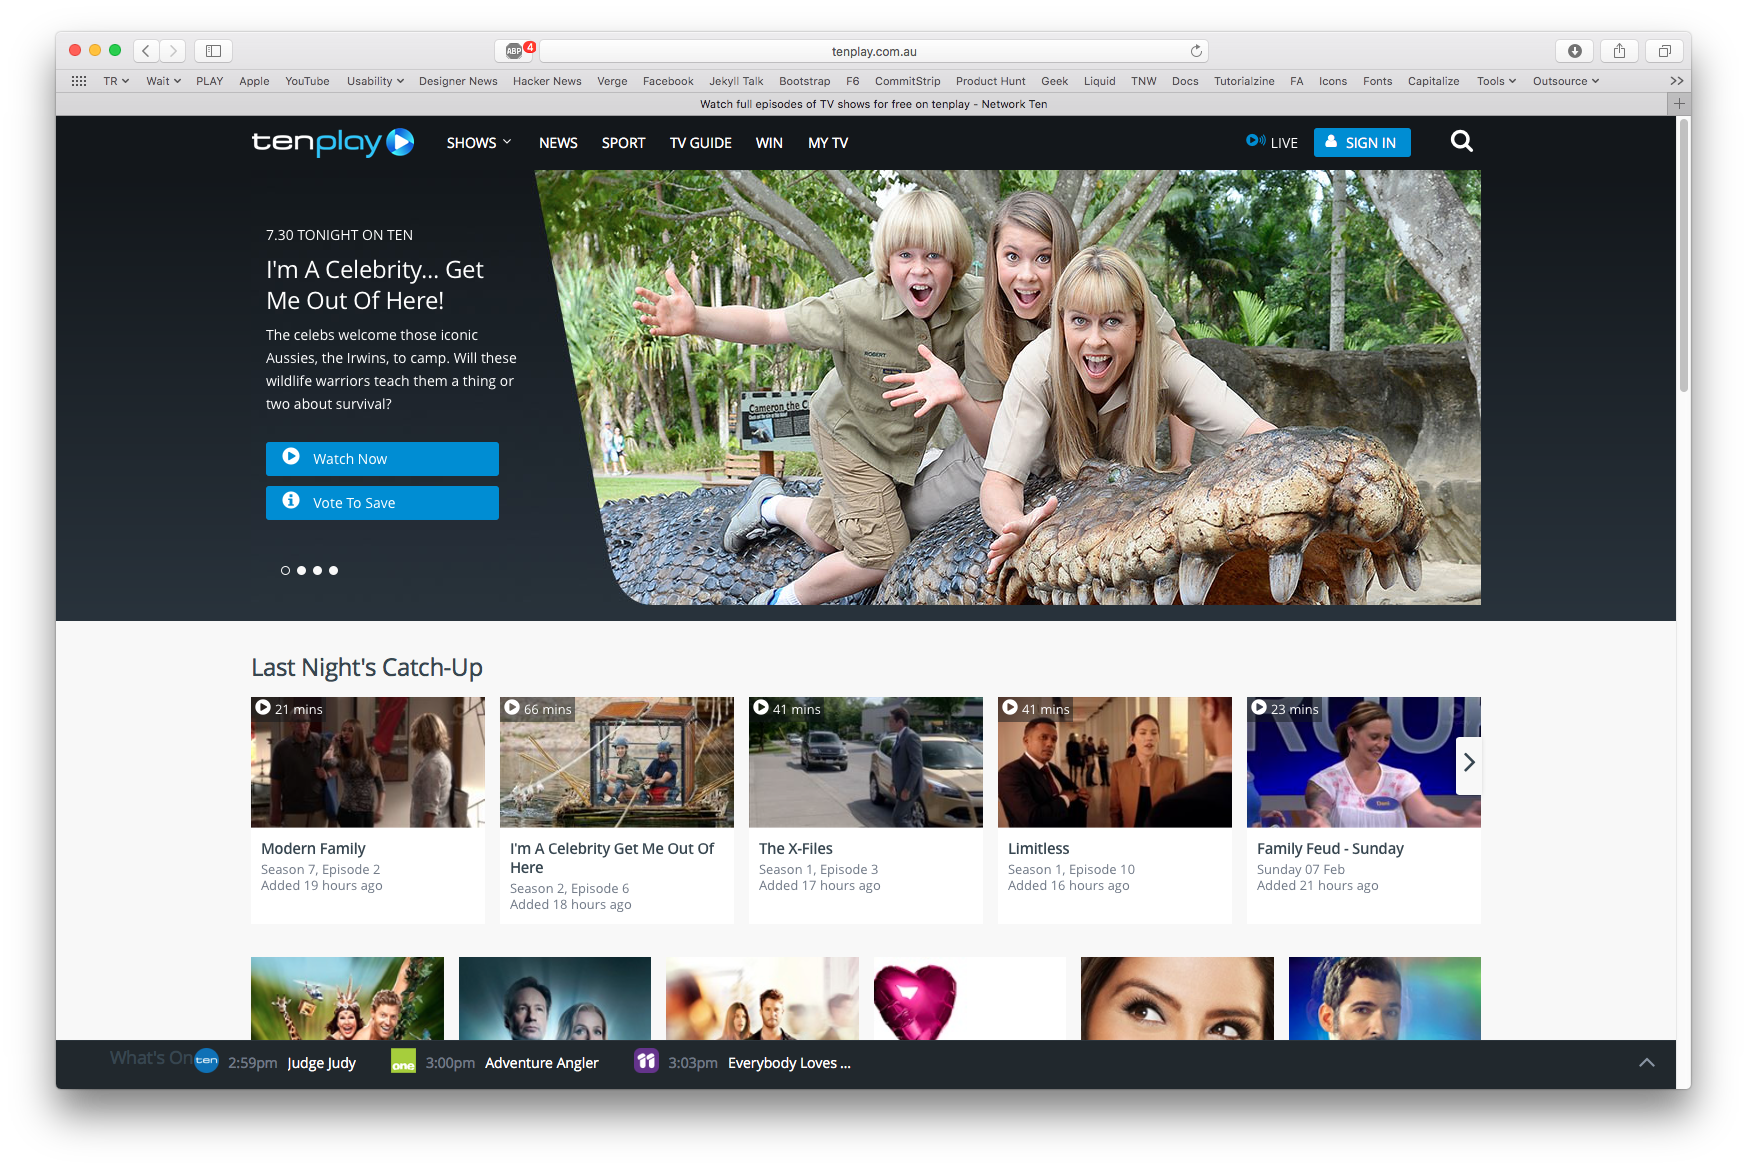 ABP 4
tenplay.com.au
TR Wait PLAY Apple YouTube Usability Designer News Hacker News Verge Facebook Jekyll Talk Bootstrap F6 CommitStrip Product Hunt Geek Liquid TNW Docs Tutorialzine FA Icons Fonts Capitalize Tools Outsource
Watch full episodes of TV shows for free on tenplay - Network Ten
tenplay SHOWS NEWS SPORT TV GUIDE WIN MY TV LIVE SIGN IN
7.30 TONIGHT ON TEN
I'm A Celebrity... Get
Me Out Of Here!
The celebs welcome those iconic
Aussies, the Irwins, to camp. Will these
wildlife warriors teach them a thing or
two about survival?
Watch Now
Vote To Save
ROBERT
Cameron the C
Last Night's Catch-Up
21 mins
66 mins
41 mins
41 mins
23 mins
Modern Family
Season 7, Episode 2
Added 19 hours ago
I'm A Celebrity Get Me Out Of
Here
Season 2, Episode 6
Added 18 hours ago
The X-Files
Season 1, Episode 3
Added 17 hours ago
Limitless
Season 1, Episode 10
Added 16 hours ago
Family Feud - Sunday
Sunday 07 Feb
Added 21 hours ago
What's On ten 2:59pm Judge Judy one 3:00pm Adventure Angler 11 3:03pm Everybody Loves ...